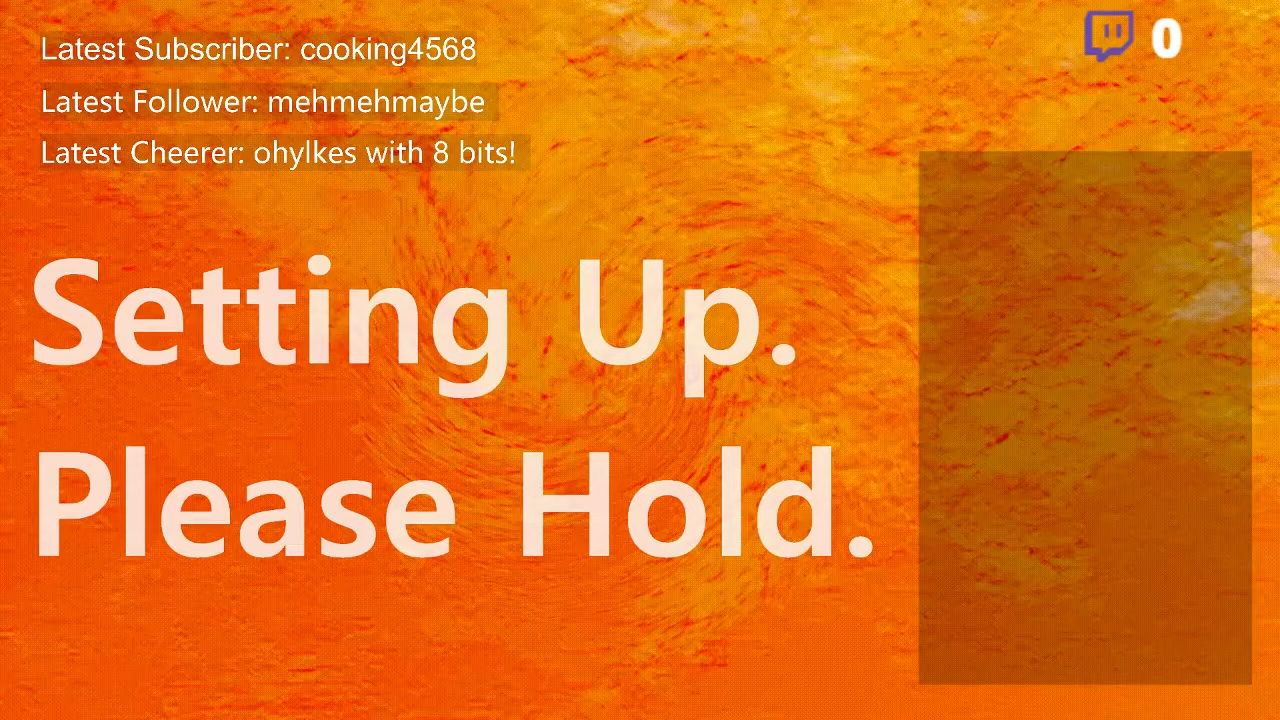 Latest Subscriber: cooking4568
0
Latest Follower: mehmehmaybe
Latest Cheerer: ohylkes with 8 bits!
Setting Up.
Please Hold.